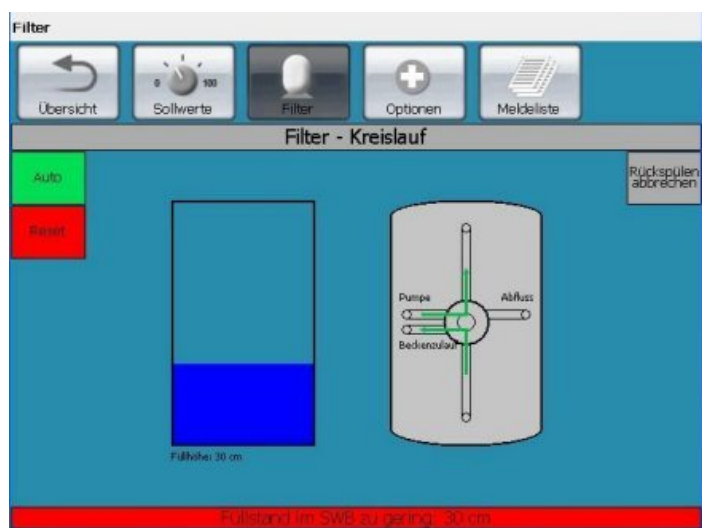 Filter
Übersicht
0
100
Sollwerte
Filter
Optionen
Meldeliste
Filter - Kreislauf
Auto
Reset
Rückspülen
abbrechen
Pumpe
Abfluss
Beckenzulauf
Füllhöhe: 30 cm
Füllstand im SWB zu gering: 30 cm